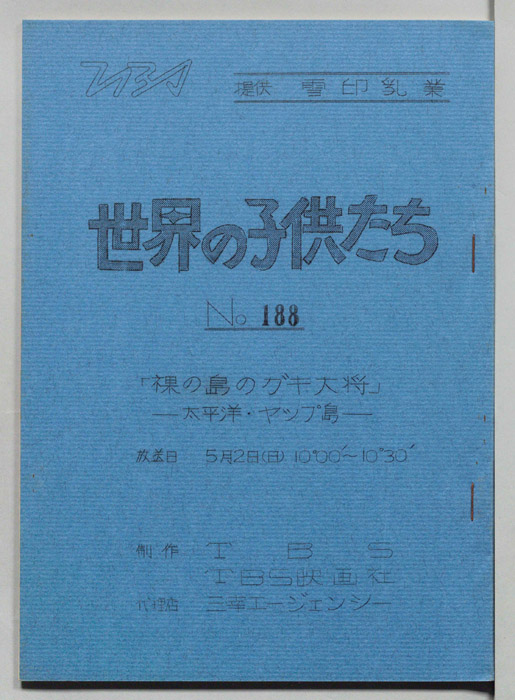 提供 雪印乳業
世界の子供たち
No. 188
「裸の島のガキ大将」
―太平洋・ヤップ島―
放送日 5月2日(日) 10°00′~10°30′
制作 TBS
TBS映画社
代理店 三幸エージェンシー